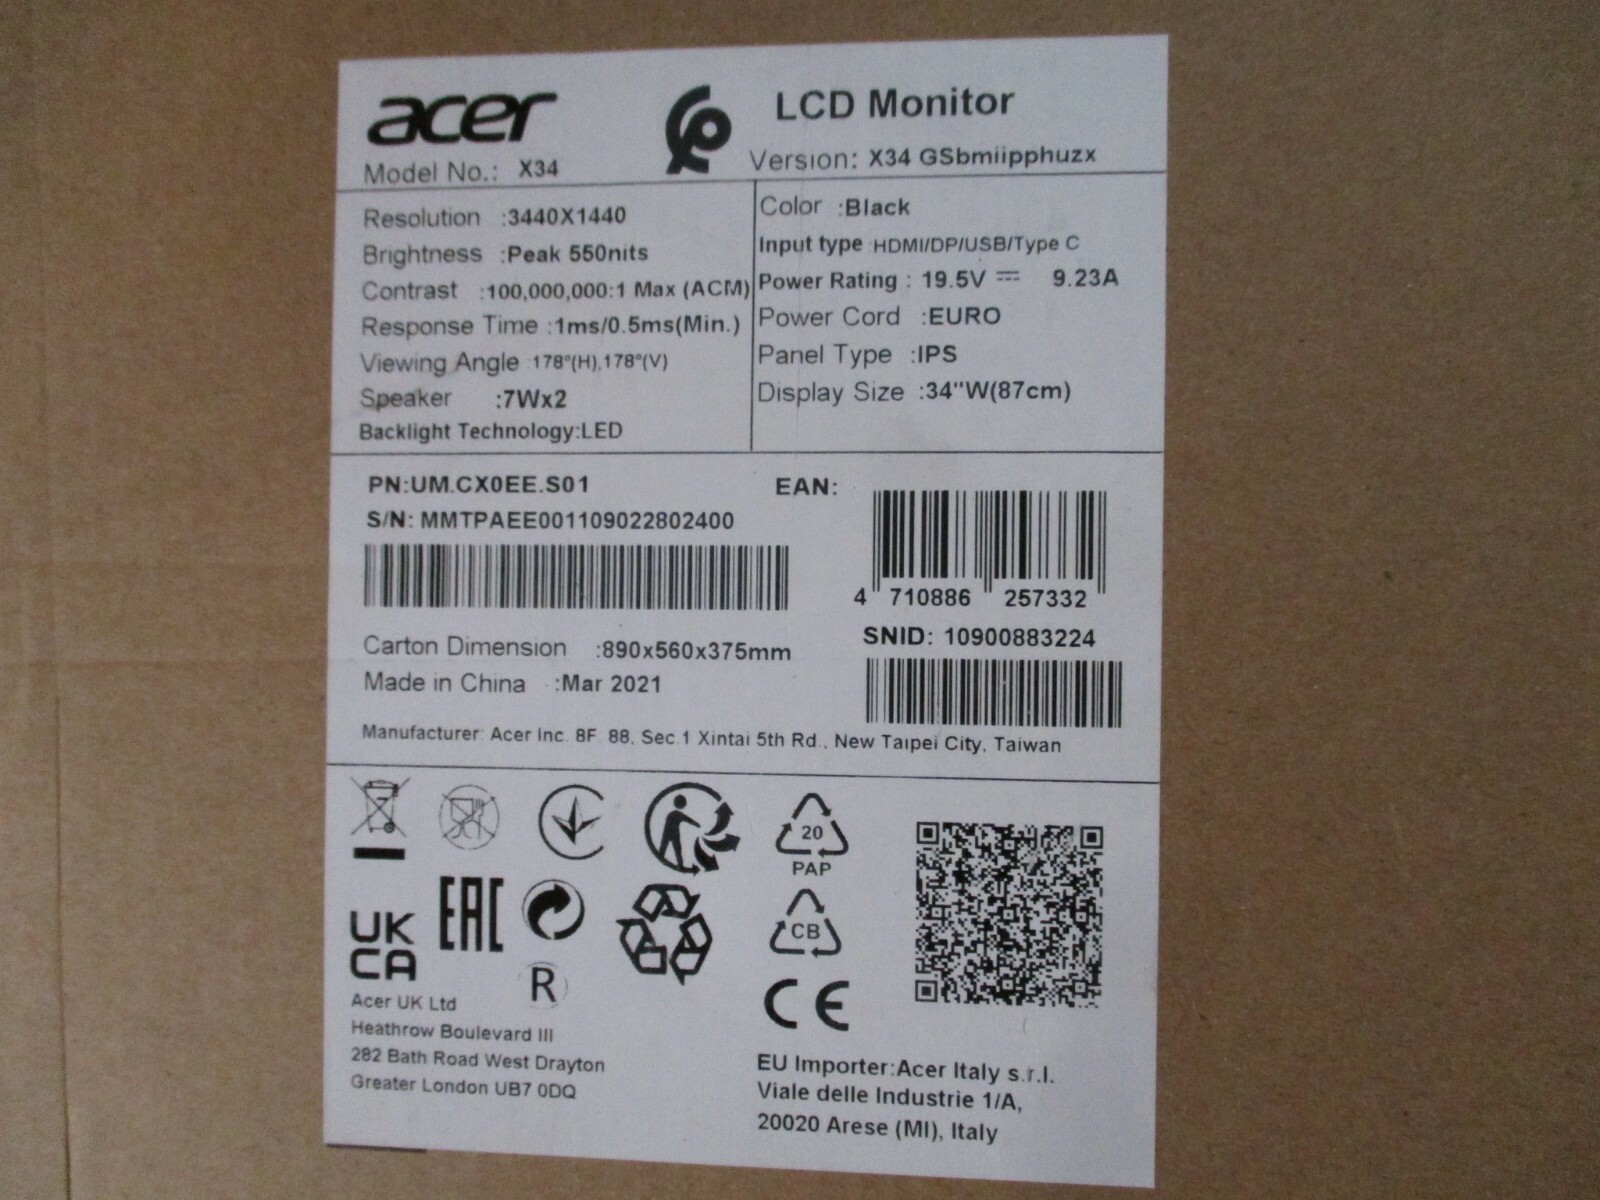 acer
LCD Monitor
Model No.: X34
Version: X34 GSbmiipphuzx
Resolution :3440X1440
Brightness :Peak 550nits
Contrast :100,000,000:1 Max (ACM)
Response Time :1ms/0.5ms(Min.)
Viewing Angle 178°(H),178°(V)
Speaker :7Wx2
Backlight Technology:LED
Color :Black
Input type :HDMI/DP/USB/Type C
Power Rating : 19.5V ⎓ 9.23A
Power Cord :EURO
Panel Type :IPS
Display Size :34"W(87cm)
PN:UM.CX0EE.S01
S/N: MMTPAEE001109022802400
EAN:
4 710886 257332
SNID: 10900883224
Carton Dimension :890x560x375mm
Made in China :Mar 2021
Manufacturer: Acer Inc. 8F. 88, Sec.1 Xintai 5th Rd., New Taipei City, Taiwan
20
PAP
CB
UK
CA
EAC
R
CE
Acer UK Ltd
Heathrow Boulevard III
282 Bath Road West Drayton
Greater London UB7 0DQ
EU Importer:Acer Italy s.r.l.
Viale delle Industrie 1/A,
20020 Arese (MI), Italy